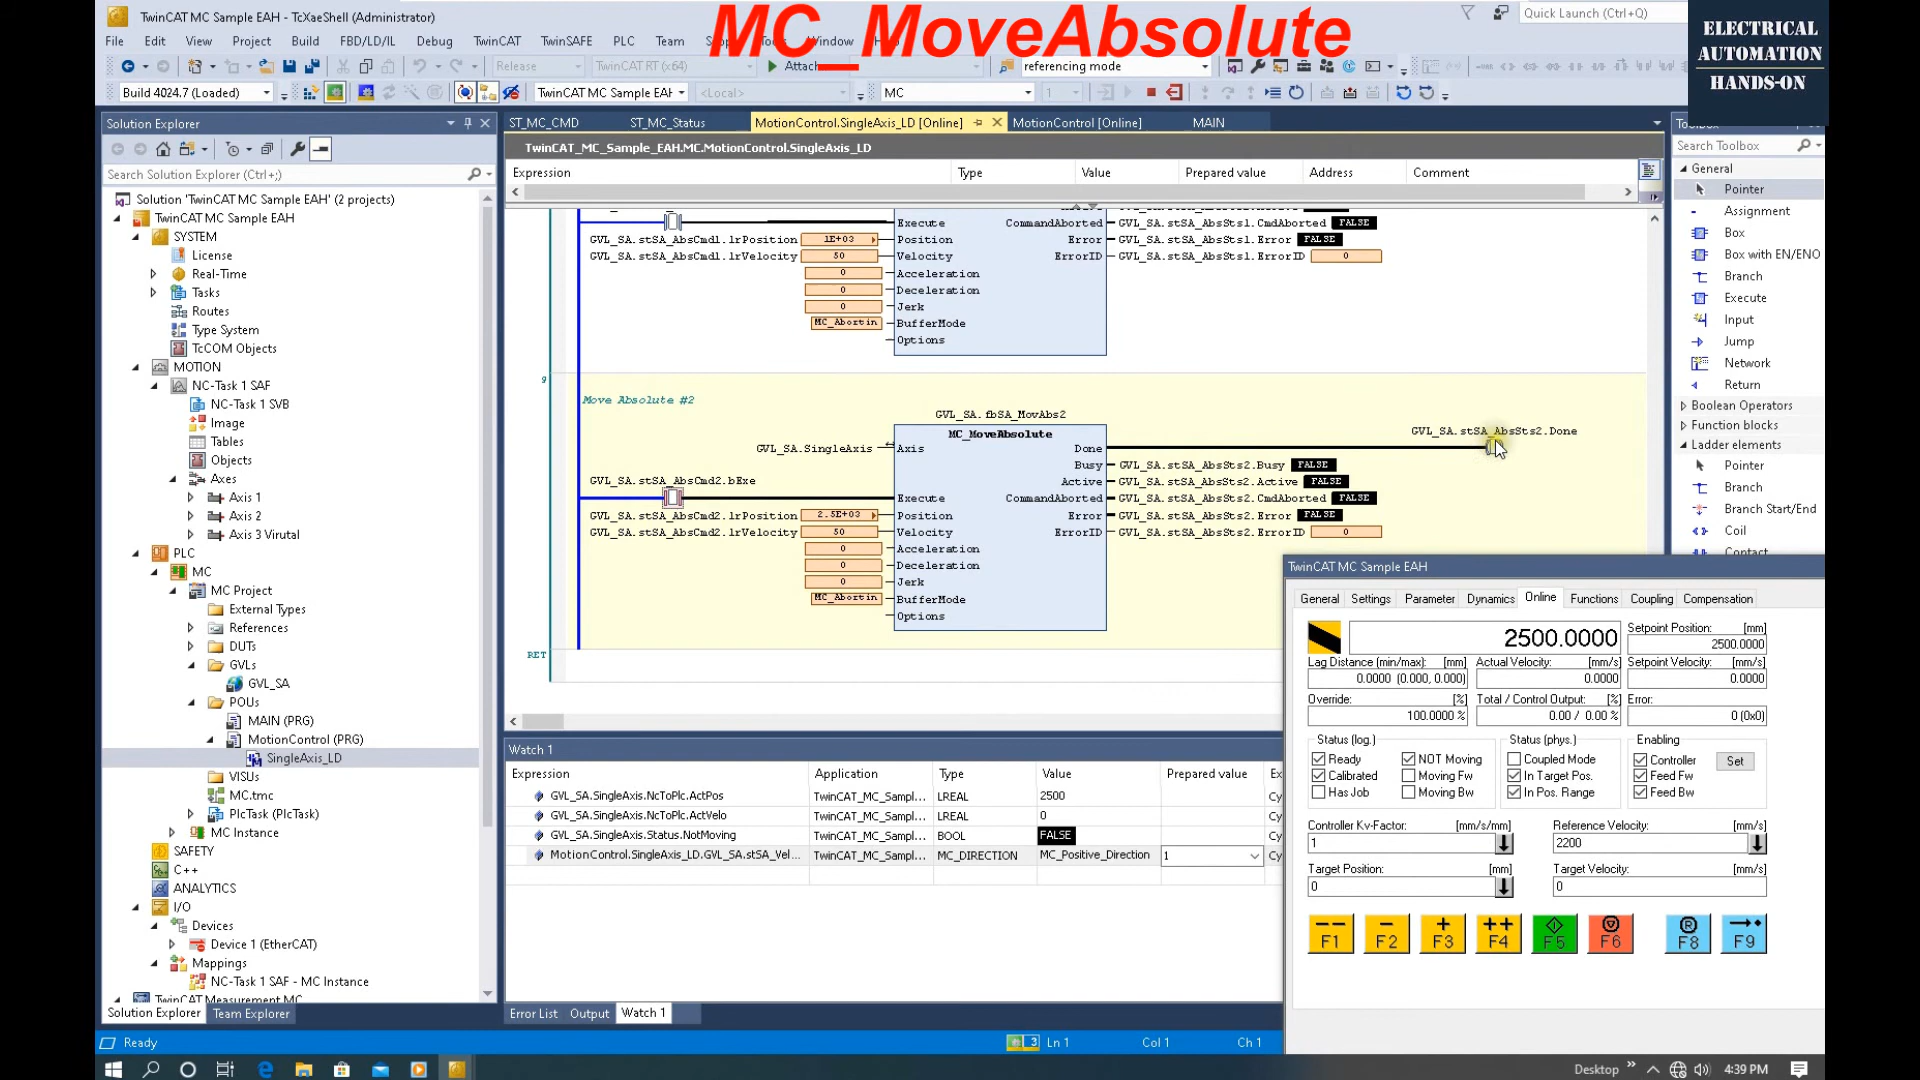 TwinCAT MC Sample EAH - TcXaeShell (Administrator)
MC_MoveAbsolute
Quick Launch (Ctrl+Q)
ELECTRICAL
AUTOMATION
HANDS-ON
File Edit View Project Build FBD/LD/IL Debug TwinCAT TwinSAFE PLC Team Window
Release TwinCAT RT (x64) Attach referencing mode
Build 4024.7 (Loaded) TwinCAT MC Sample EAH <Local> MC 1
Solution Explorer
Search Solution Explorer (Ctrl+;)
Solution 'TwinCAT MC Sample EAH' (2 projects)
TwinCAT MC Sample EAH
SYSTEM
License
Real-Time
Tasks
Routes
Type System
TcCOM Objects
MOTION
NC-Task 1 SAF
NC-Task 1 SVB
Image
Tables
Objects
Axes
Axis 1
Axis 2
Axis 3 Virutal
PLC
MC
MC Project
External Types
References
DUTs
GVLs
GVL_SA
POUs
MAIN (PRG)
MotionControl (PRG)
SingleAxis_LD
VISUs
MC.tmc
PlcTask (PlcTask)
MC Instance
SAFETY
C++
ANALYTICS
I/O
Devices
Device 1 (EtherCAT)
Mappings
NC-Task 1 SAF - MC Instance
TwinCAT Measurement MC
Solution Explorer Team Explorer
ST_MC_CMD ST_MC_Status MotionControl.SingleAxis_LD [Online] MotionControl [Online] MAIN
TwinCAT_MC_Sample_EAH.MC.MotionControl.SingleAxis_LD
Expression Type Value Prepared value Address Comment
Execute CommandAborted GVL_SA.stSA_AbsSts1.CmdAborted FALSE
GVL_SA.stSA_AbsCmd1.lrPosition 1E+03 Position Error GVL_SA.stSA_AbsSts1.Error FALSE
GVL_SA.stSA_AbsCmd1.lrVelocity 50 Velocity ErrorID GVL_SA.stSA_AbsSts1.ErrorID 0
0 Acceleration
0 Deceleration
0 Jerk
MC_Abortin BufferMode
Options
9
Move Absolute #2
GVL_SA.fbSA_MovAbs2
MC_MoveAbsolute
GVL_SA.stSA_AbsSts2.Done
GVL_SA.SingleAxis Axis Done
Busy GVL_SA.stSA_AbsSts2.Busy FALSE
GVL_SA.stSA_AbsCmd2.bExe Active GVL_SA.stSA_AbsSts2.Active FALSE
Execute CommandAborted GVL_SA.stSA_AbsSts2.CmdAborted FALSE
GVL_SA.stSA_AbsCmd2.lrPosition 2.5E+03 Position Error GVL_SA.stSA_AbsSts2.Error FALSE
GVL_SA.stSA_AbsCmd2.lrVelocity 50 Velocity ErrorID GVL_SA.stSA_AbsSts2.ErrorID 0
0 Acceleration
0 Deceleration
0 Jerk
MC_Abortin BufferMode
Options
RET
Watch 1
Expression Application Type Value Prepared value Ex
GVL_SA.SingleAxis.NcToPlc.ActPos TwinCAT_MC_Sampl... LREAL 2500 Cy
GVL_SA.SingleAxis.NcToPlc.ActVelo TwinCAT_MC_Sampl... LREAL 0 Cy
GVL_SA.SingleAxis.Status.NotMoving TwinCAT_MC_Sampl... BOOL FALSE Cy
MotionControl.SingleAxis_LD.GVL_SA.stSA_Vel... TwinCAT_MC_Sampl... MC_DIRECTION MC_Positive_Direction 1 Cy
Error List Output Watch 1
Search Toolbox
General
Pointer
Assignment
Box
Box with EN/ENO
Branch
Execute
Input
Jump
Network
Return
Boolean Operators
Function blocks
Ladder elements
Pointer
Branch
Branch Start/End
Coil
Contact
TwinCAT MC Sample EAH
General Settings Parameter Dynamics Online Functions Coupling Compensation
2500.0000
Setpoint Position: [mm]
2500.0000
Lag Distance (min/max): [mm] Actual Velocity: [mm/s] Setpoint Velocity: [mm/s]
0.0000 (0.000, 0.000) 0.0000 0.0000
Override: [%] Total / Control Output: [%] Error:
100.0000 % 0.00 / 0.00 % 0 (0x0)
Status (log.) Status (phys.) Enabling
Ready NOT Moving Coupled Mode Controller Set
Calibrated Moving Fw In Target Pos. Feed Fw
Has Job Moving Bw In Pos. Range Feed Bw
Controller Kv-Factor: [mm/s/mm] Reference Velocity: [mm/s]
1 2200
Target Position: [mm] Target Velocity: [mm/s]
0 0
-- F1 - F2 + F3 ++ F4 F5 F6 R F8 F9
Ready 3 Ln 1 Col 1 Ch 1
Desktop » 4:39 PM